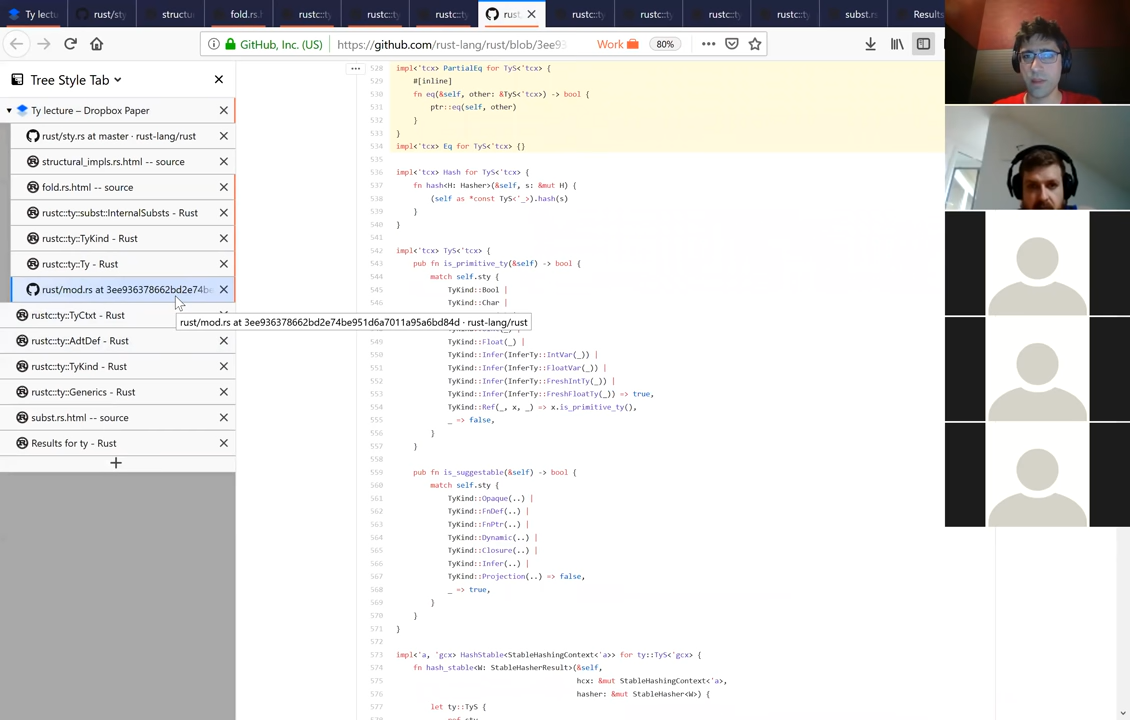 Ty lectu
rust/sty
structu
fold.rs.h
rustc::ty
rustc::ty
rustc::ty
rust
rustc::ty
rustc::ty
rustc::ty
rustc::ty
subst.rs
Results
GitHub, Inc. (US)
https://github.com/rust-lang/rust/blob/3ee93
Work
80%
Tree Style Tab
Ty lecture – Dropbox Paper
rust/sty.rs at master · rust-lang/rust
structural_impls.rs.html -- source
fold.rs.html -- source
rustc::ty::subst::InternalSubsts - Rust
rustc::ty::TyKind - Rust
rustc::ty::Ty - Rust
rust/mod.rs at 3ee936378662bd2e74be
rustc::ty::TyCtxt - Rust
rust/mod.rs at 3ee936378662bd2e74be951d6a7011a95a6bd84d · rust-lang/rust
rustc::ty::AdtDef - Rust
rustc::ty::TyKind - Rust
rustc::ty::Generics - Rust
subst.rs.html -- source
Results for ty - Rust
528 impl<'tcx> PartialEq for TyS<'tcx> {
529 #[inline]
530 fn eq(&self, other: &TyS<'tcx>) -> bool {
531 ptr::eq(self, other)
532 }
533 }
534 impl<'tcx> Eq for TyS<'tcx> {}
535
536 impl<'tcx> Hash for TyS<'tcx> {
537 fn hash<H: Hasher>(&self, s: &mut H) {
538 (self as *const TyS<'_>).hash(s)
539 }
540 }
541
542 impl<'tcx> TyS<'tcx> {
543 pub fn is_primitive_ty(&self) -> bool {
544 match self.sty {
545 TyKind::Bool |
546 TyKind::Char |
549 TyKind::Float(_) |
550 TyKind::Infer(InferTy::IntVar(_)) |
551 TyKind::Infer(InferTy::FloatVar(_)) |
552 TyKind::Infer(InferTy::FreshIntTy(_)) |
553 TyKind::Infer(InferTy::FreshFloatTy(_)) => true,
554 TyKind::Ref(_, x, _) => x.is_primitive_ty(),
555 _ => false,
556 }
557 }
558
559 pub fn is_suggestable(&self) -> bool {
560 match self.sty {
561 TyKind::Opaque(..) |
562 TyKind::FnDef(..) |
563 TyKind::FnPtr(..) |
564 TyKind::Dynamic(..) |
565 TyKind::Closure(..) |
566 TyKind::Infer(..) |
567 TyKind::Projection(..) => false,
568 _ => true,
569 }
570 }
571 }
572
573 impl<'a, 'gcx> HashStable<StableHashingContext<'a>> for ty::TyS<'gcx> {
574 fn hash_stable<W: StableHasherResult>(&self,
575 hcx: &mut StableHashingContext<'a>,
576 hasher: &mut StableHasher<W>) {
577 let ty::TyS {